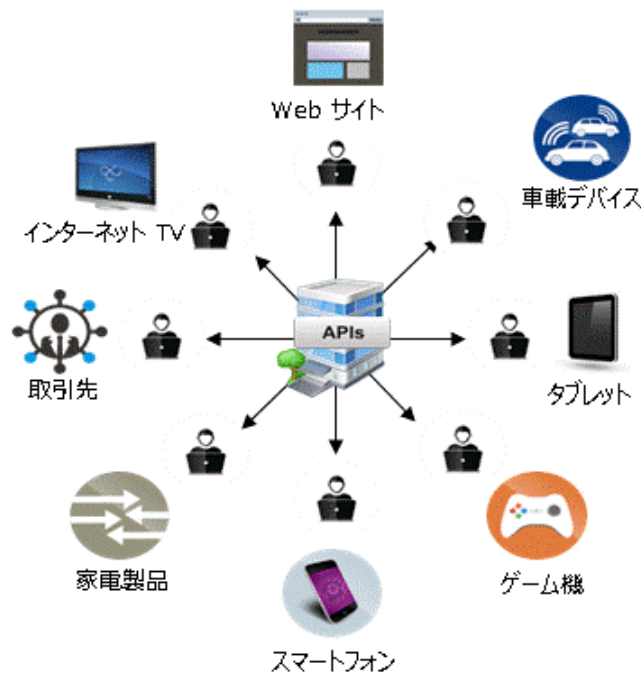 Web サイト
車載デバイス
インターネット TV
APIs
取引先
タブレット
家電製品
ゲーム機
スマートフォン